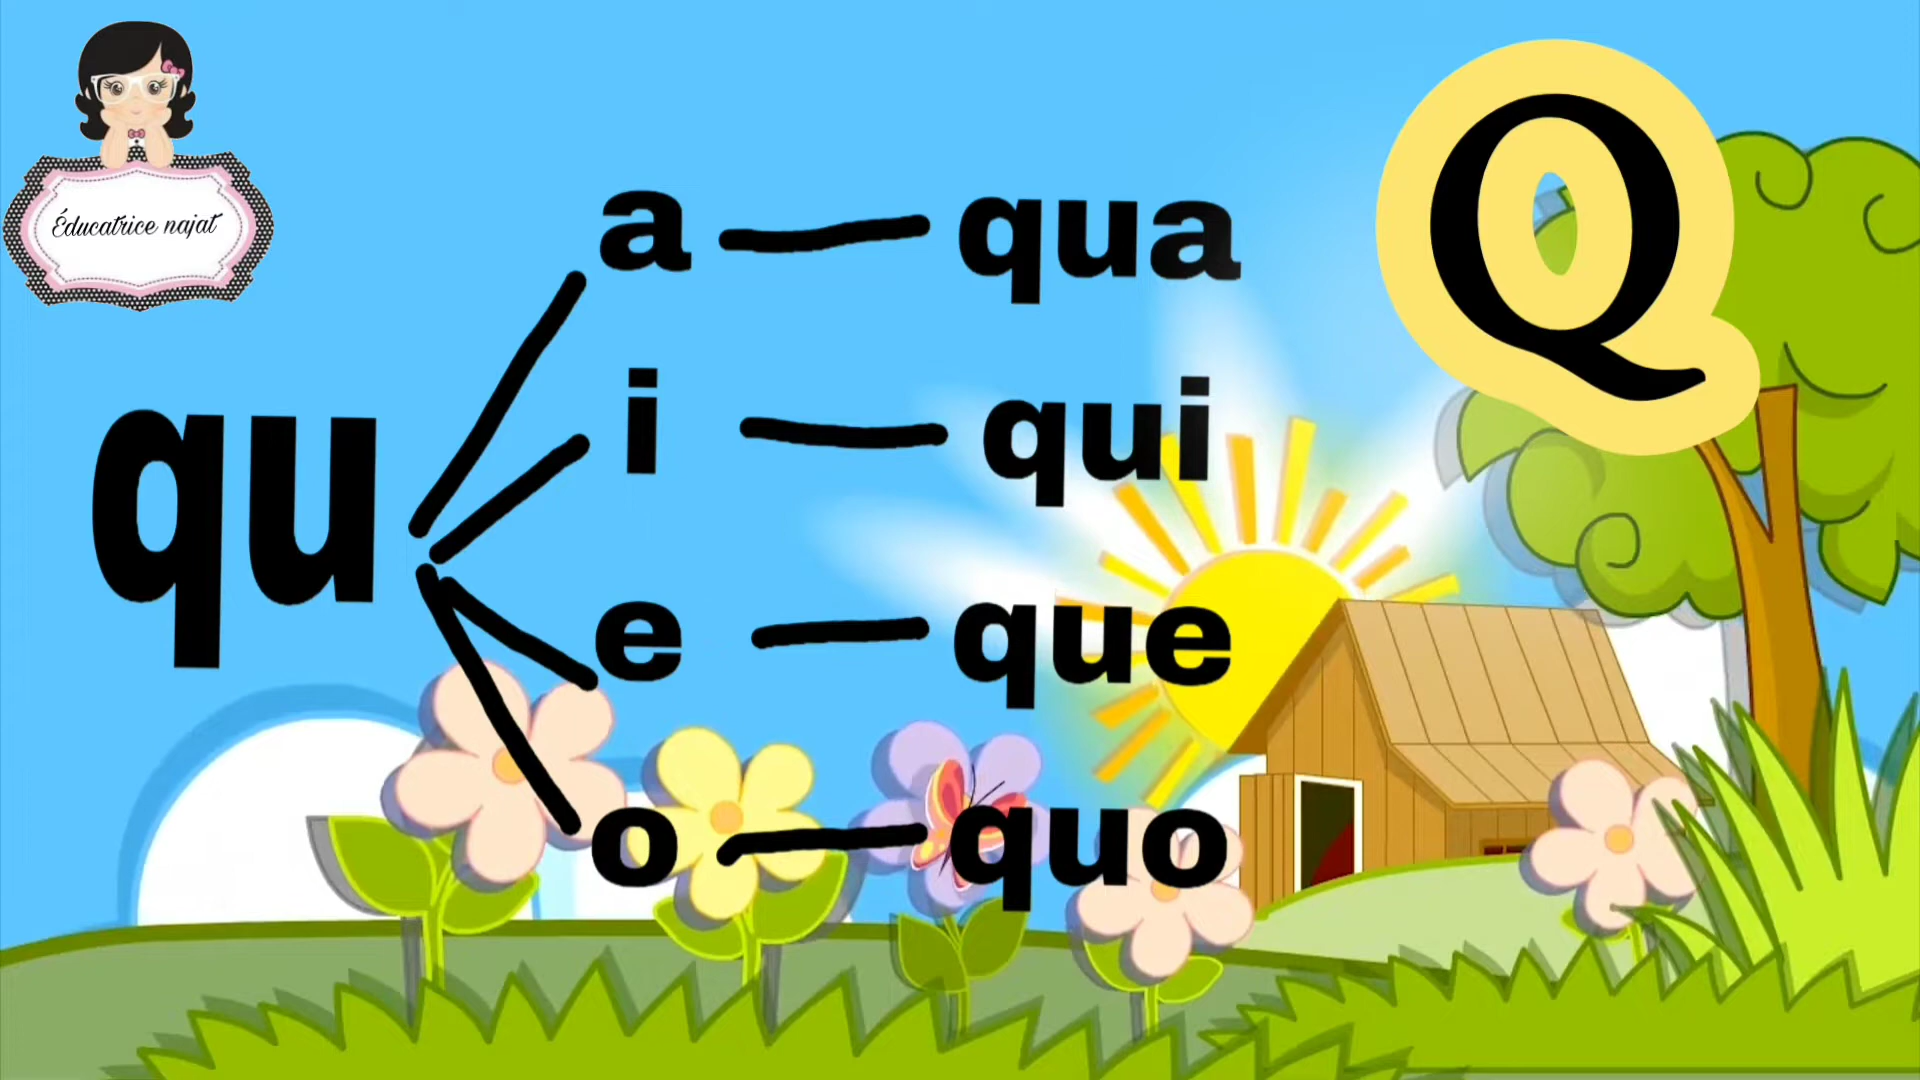 Éducatrice najat
Q
qu
a — qua
i — qui
e — que
o — quo